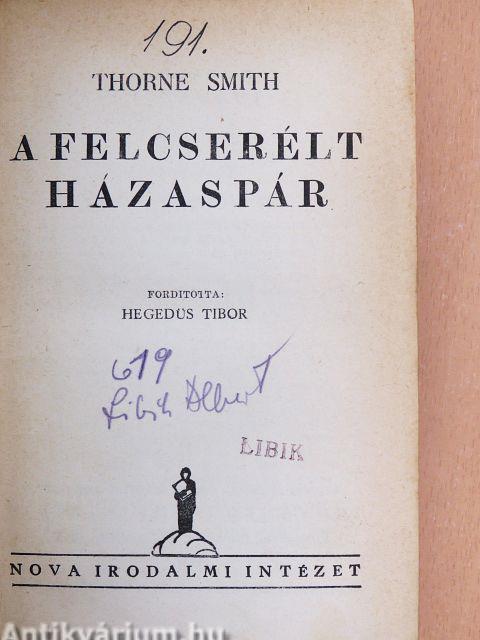 191.
THORNE SMITH
A FELCSERÉLT
HÁZASPÁR
FORDITOTTA:
HEGEDÜS TIBOR
619
Libik Albert
LIBIK
NOVA IRODALMI INTÉZET
Antikvárium.hu